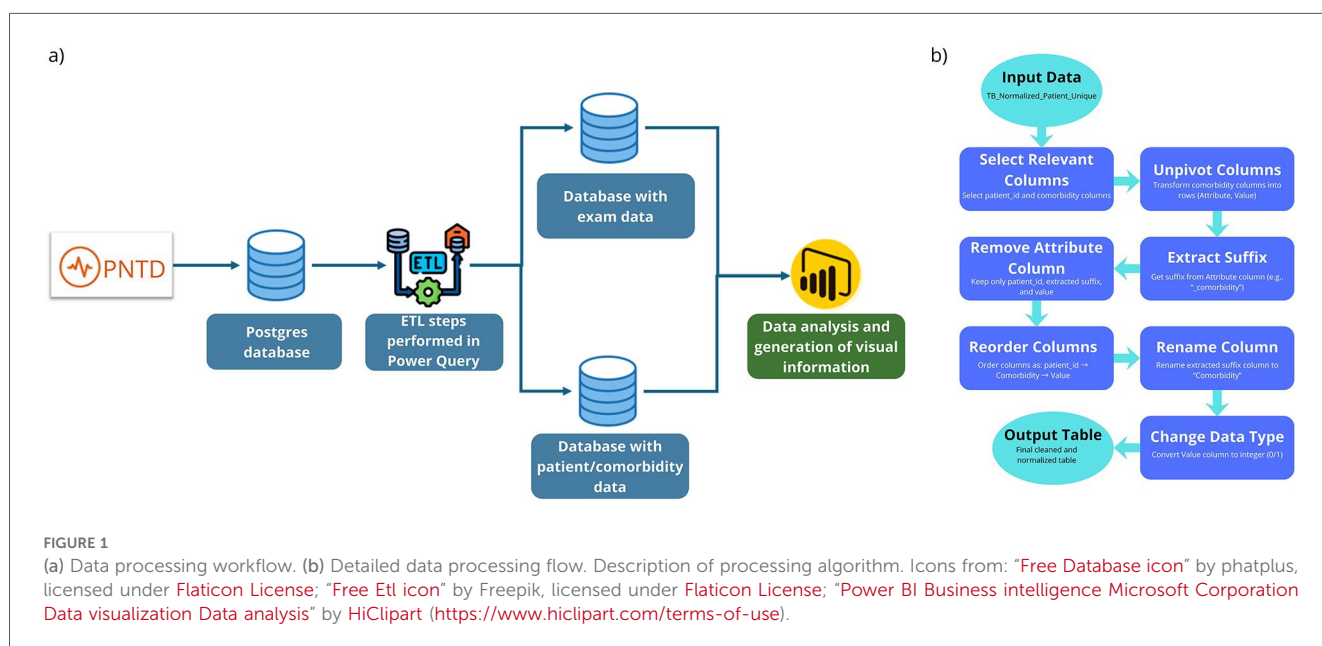 a)
PNTD
Postgres
database
ETL
ETL steps
performed in
Power Query
Database with
exam data
Database with
patient/comorbidity
data
Data analysis and
generation of visual
information
b)
Input Data
TB_Normalized_Patient_Unique
Select Relevant
Columns
Select patient_id and comorbidity columns
Unpivot Columns
Transform comorbidity columns into
rows (Attribute, Value)
Extract Suffix
Get suffix from Attribute column (e.g.,
"_comorbidity")
Remove Attribute
Column
Keep only patient_id, extracted suffix,
and value
Reorder Columns
Order columns as: patient_id →
Comorbidity → Value
Rename Column
Rename extracted suffix column to
"Comorbidity"
Change Data Type
Convert Value column to integer (0/1)
Output Table
Final cleaned and
normalized table
FIGURE 1
(a) Data processing workflow. (b) Detailed data processing flow. Description of processing algorithm. Icons from: "Free Database icon" by phatplus,
licensed under Flaticon License; "Free Etl icon" by Freepik, licensed under Flaticon License; "Power BI Business intelligence Microsoft Corporation
Data visualization Data analysis" by HiClipart (https://www.hiclipart.com/terms-of-use).